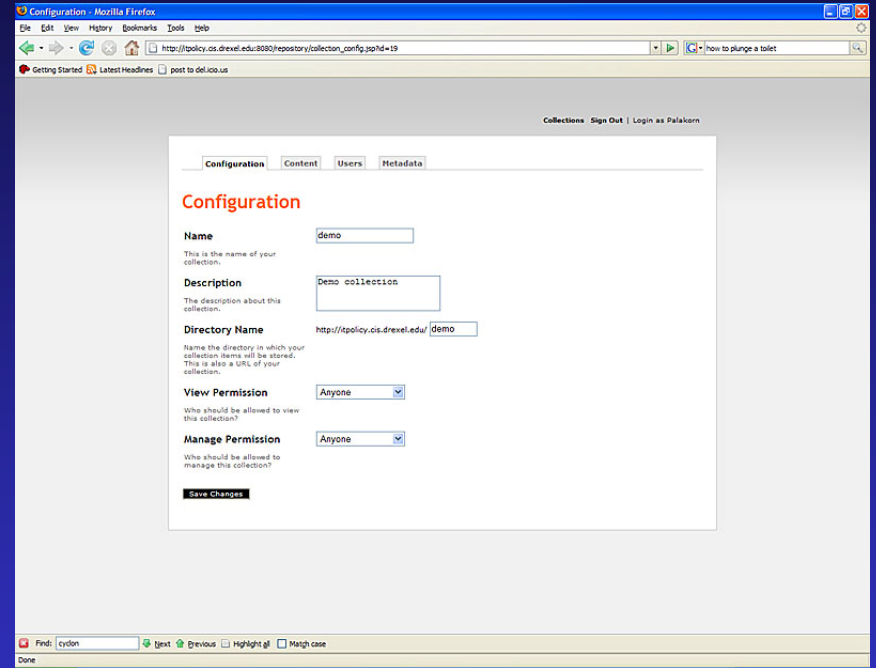 Configuration - Mozilla Firefox
File Edit View History Bookmarks Tools Help
http://itpolicy.cis.drexel.edu:8080/repository/collection_config.jsp?id=19
G how to plunge a toilet
Getting Started Latest Headlines post to del.icio.us
Collections Sign Out | Login as Palakorn
Configuration Content Users Metadata
Configuration
Name demo
This is the name of your
collection.
Description Demo collection
The description about this
collection.
Directory Name http://itpolicy.cis.drexel.edu/ demo
Name the directory in which your
collection items will be stored.
This is also a URL of your
collection.
View Permission Anyone
Who should be allowed to view
this collection?
Manage Permission Anyone
Who should be allowed to
manage this collection?
Save Changes
Find: cydon Next Previous Highlight all Match case
Done